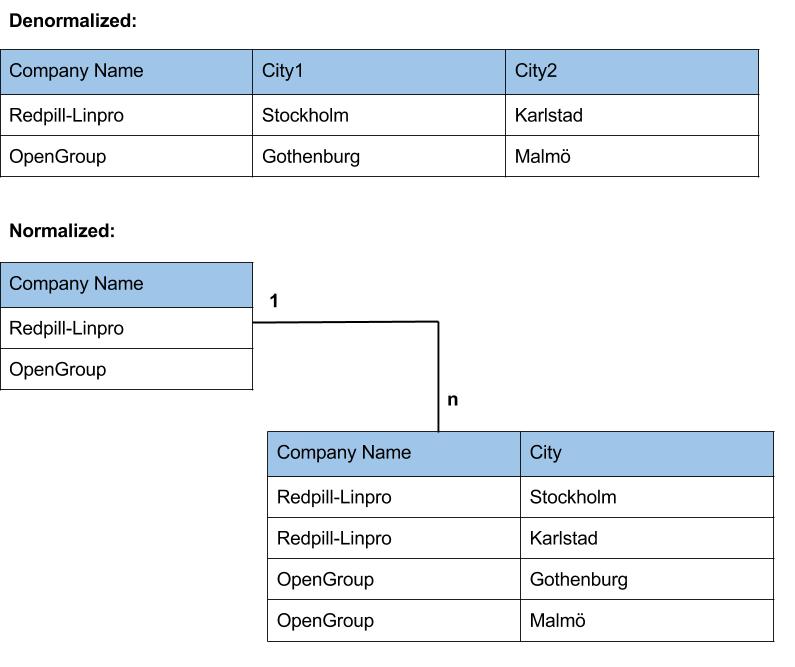 Denormalized:
Company Name City1 City2
Redpill-Linpro Stockholm Karlstad
OpenGroup Gothenburg Malmö
Normalized:
Company Name
1
Redpill-Linpro
OpenGroup
n
Company Name City
Redpill-Linpro Stockholm
Redpill-Linpro Karlstad
OpenGroup Gothenburg
OpenGroup Malmö